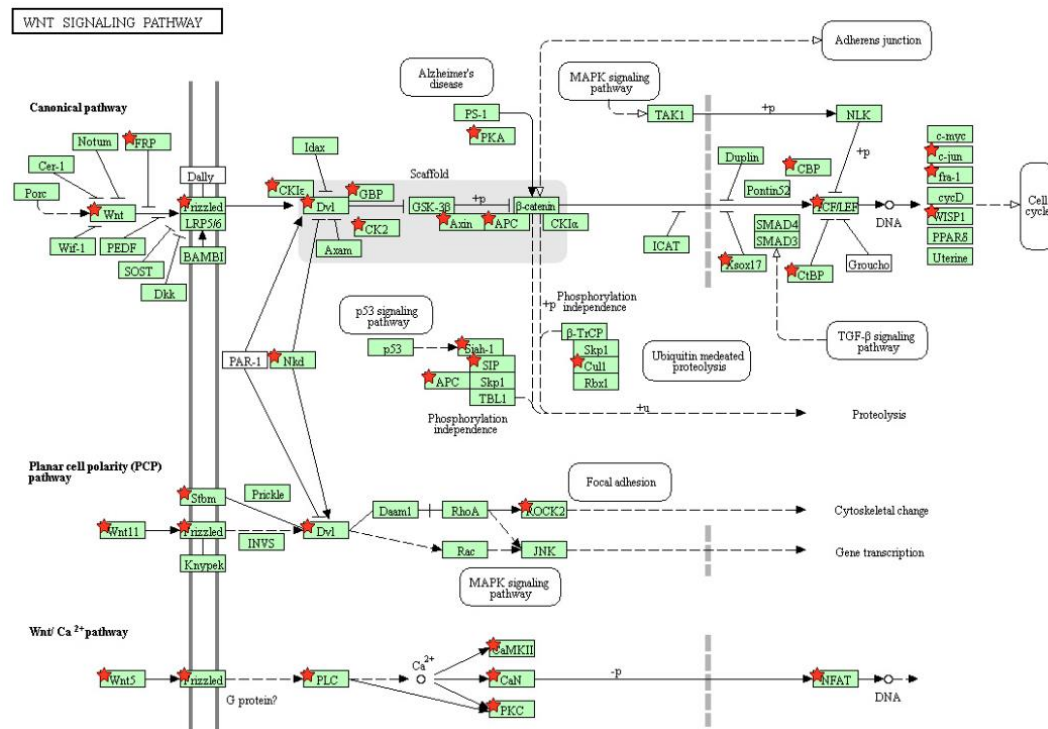 WNT SIGNALING PATHWAY
Canonical pathway
Alzheimer's
disease
MAPK signaling
pathway
Adherens junction
Notum
FRP
Cer-1
Porc
Wnt
Wif-1
PEDF
SOST
Dkk
Dally
Frizzled
LRP5/6
BAMBI
Idax
CKIε
GBP
Scaffold
Dvl
CK2
Axam
PS-1
PKA
GSK-3β
+p
Axin
APC
β-catenin
CKIα
TAK1
+p
NLK
+p
Duplin
CBP
Pontin52
TCF/LEF
DNA
SMAD4
SMAD3
ICAT
Ksox17
CtBP
Groucho
c-myc
c-jun
fra-1
cycD
WISP1
PPARδ
Uterine
Cell
cycle
p53 signaling
pathway
+p
Phosphorylation
independence
TGF-β signaling
pathway
PAR-1
Nkd
p53
Siah-1
SIP
APC
Skp1
TBL1
Phosphorylation
independence
β-TrCP
Skp1
Cul1
Rbx1
Ubiquitin medeated
proteolysis
+u
Proteolysis
Planar cell polarity (PCP)
pathway
Stbm
Prickle
Wnt11
Frizzled
INVS
Knypek
Dvl
Daam1
RhoA
ROCK2
Focal adhesion
Cytoskeletal change
Rac
JNK
Gene transcription
MAPK signaling
pathway
Wnt/ Ca 2+ pathway
Wnt5
Frizzled
G protein?
PLC
Ca2+
CaMKII
CaN
PKC
-p
NFAT
DNA